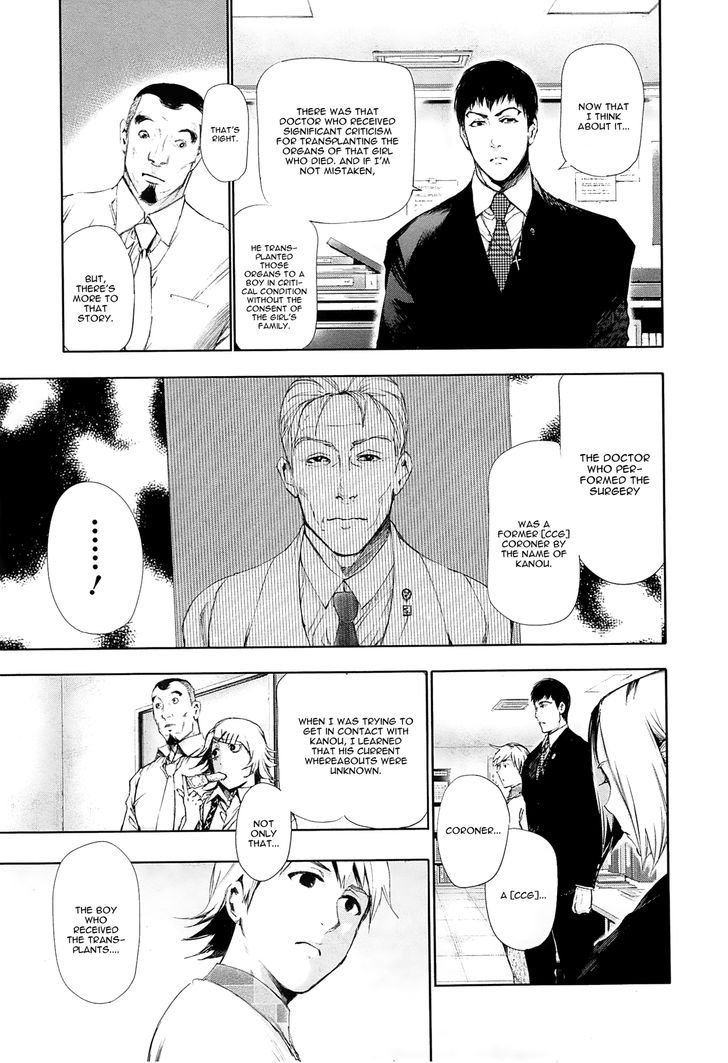 NOW THAT
I THINK
ABOUT IT...
THERE WAS THAT
DOCTOR WHO RECEIVED
SIGNIFICANT CRITICISM
FOR TRANSPLANTING THE
ORGANS OF THAT GIRL
WHO DIED. AND IF I'M
NOT MISTAKEN,
HE TRANS-
PLANTED
THOSE
ORGANS TO A
BOY IN CRITI-
CAL CONDITION
WITHOUT THE
CONSENT OF
THE GIRL'S
FAMILY.
THAT'S
RIGHT.
BUT,
THERE'S
MORE TO
THAT
STORY.
THE DOCTOR
WHO PER-
FORMED THE
SURGERY
WAS A
FORMER [CCG]
CORONER BY
THE NAME OF
KANOU.
......!
CORONER...
A [CCG]...
WHEN I WAS TRYING TO
GET IN CONTACT WITH
KANOU, I LEARNED
THAT HIS CURRENT
WHEREABOUTS WERE
UNKNOWN.
NOT
ONLY
THAT...
THE BOY
WHO
RECEIVED
THE TRANS-
PLANTS....